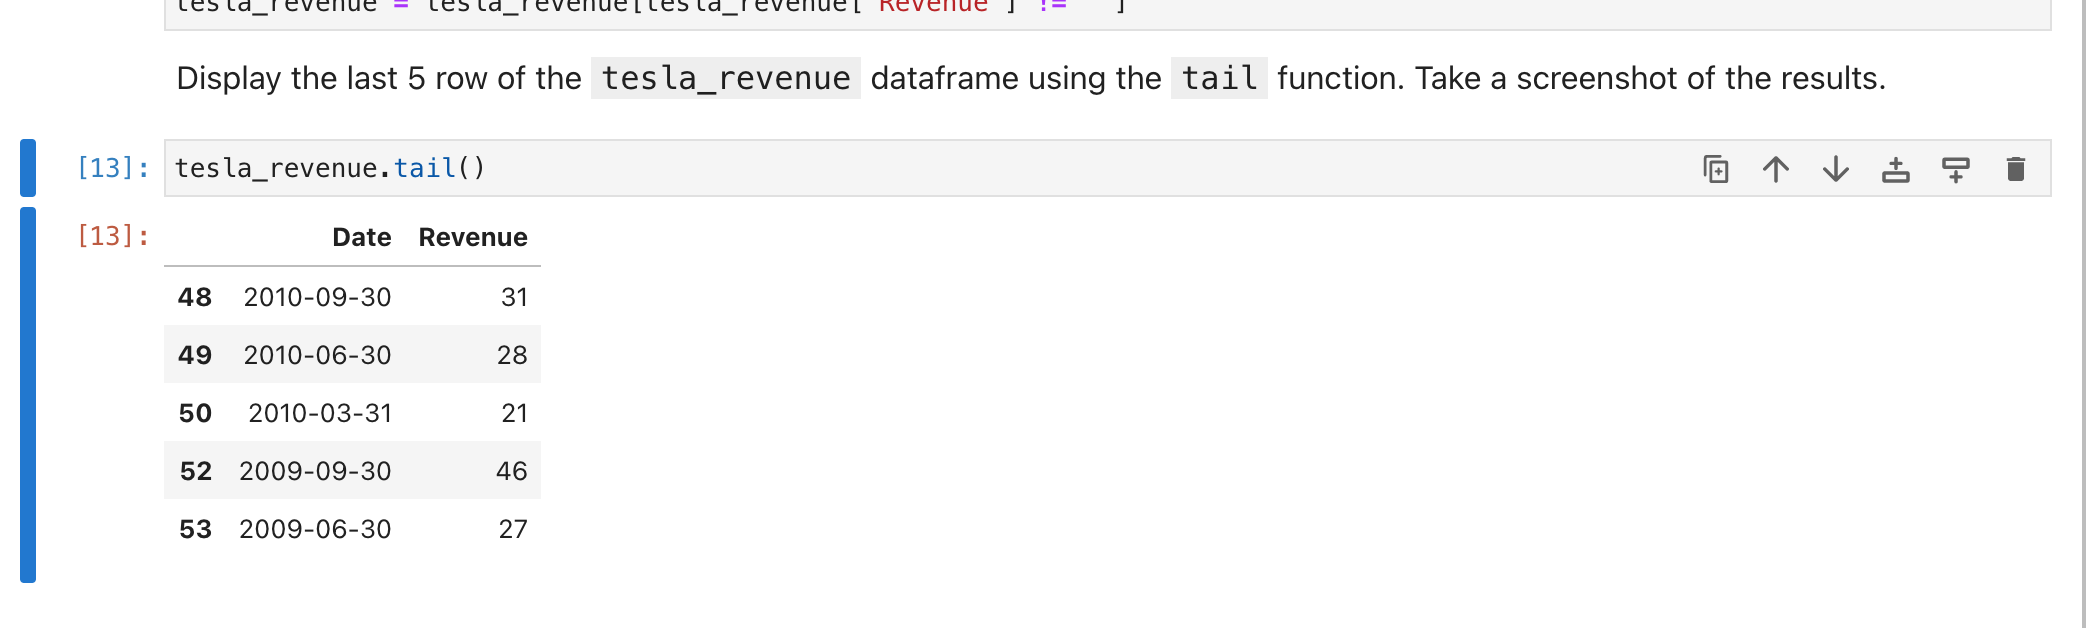 tesla_revenue = tesla_revenue[tesla_revenue['Revenue'] != ""]
Display the last 5 row of the tesla_revenue dataframe using the tail function. Take a screenshot of the results.
[13]: tesla_revenue.tail()
[13]: Date Revenue
48 2010-09-30 31
49 2010-06-30 28
50 2010-03-31 21
52 2009-09-30 46
53 2009-06-30 27